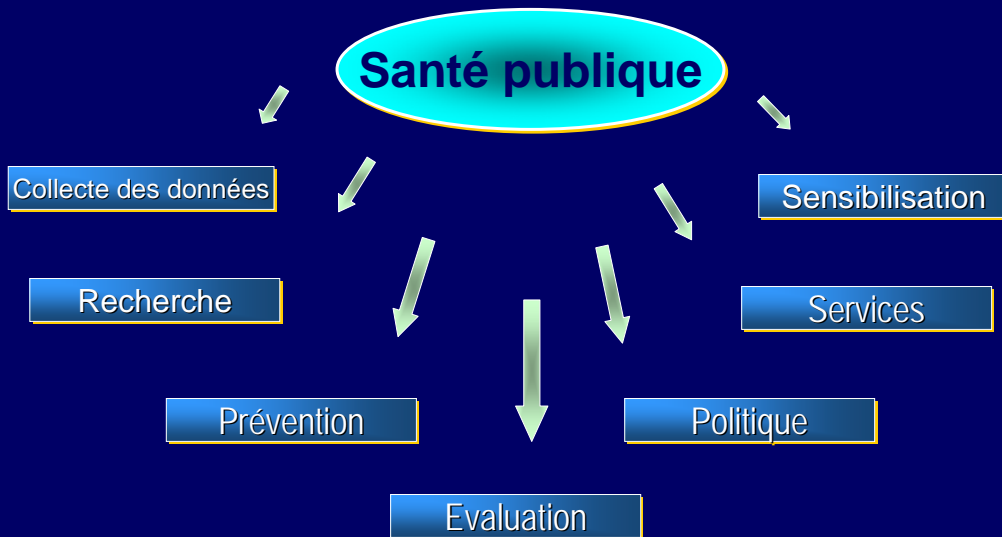 Santé publique
Collecte des données
Sensibilisation
Recherche
Services
Prévention
Politique
Evaluation